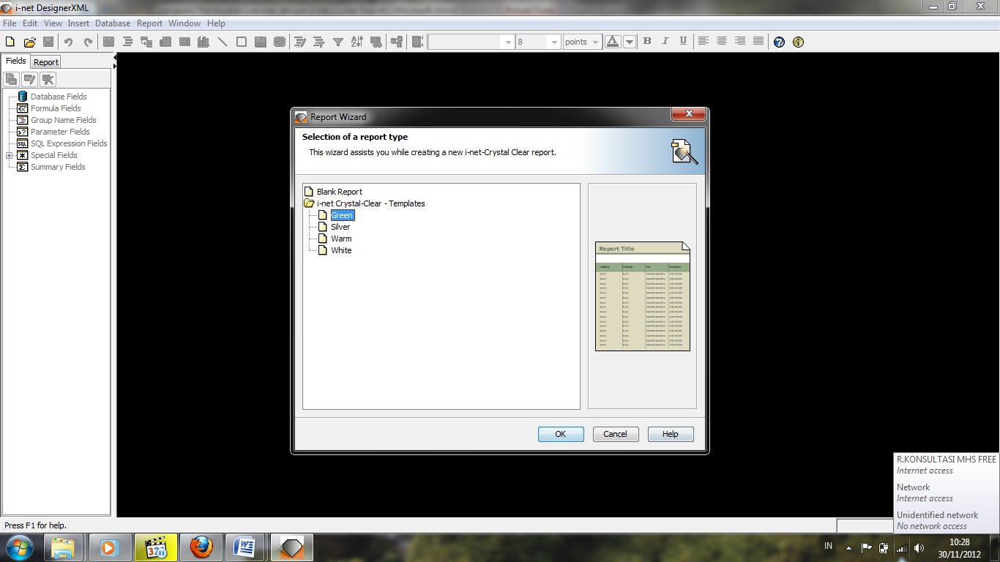 i-net DesignerXML
File Edit View Insert Database Report Window Help
8 points A B I U
Fields Report
Database Fields
Formula Fields
Group Name Fields
Parameter Fields
SQL Expression Fields
Special Fields
Summary Fields
Report Wizard
Selection of a report type
This wizard assists you while creating a new i-net-Crystal Clear report.
Blank Report
i-net Crystal-Clear - Templates
Green
Silver
Warm
White
Report Title
OK Cancel Help
R.KONSULTASI MHS FREE
Internet access
Network
Internet access
Unidentified network
No network access
Press F1 for help.
IN
10:28
30/11/2012